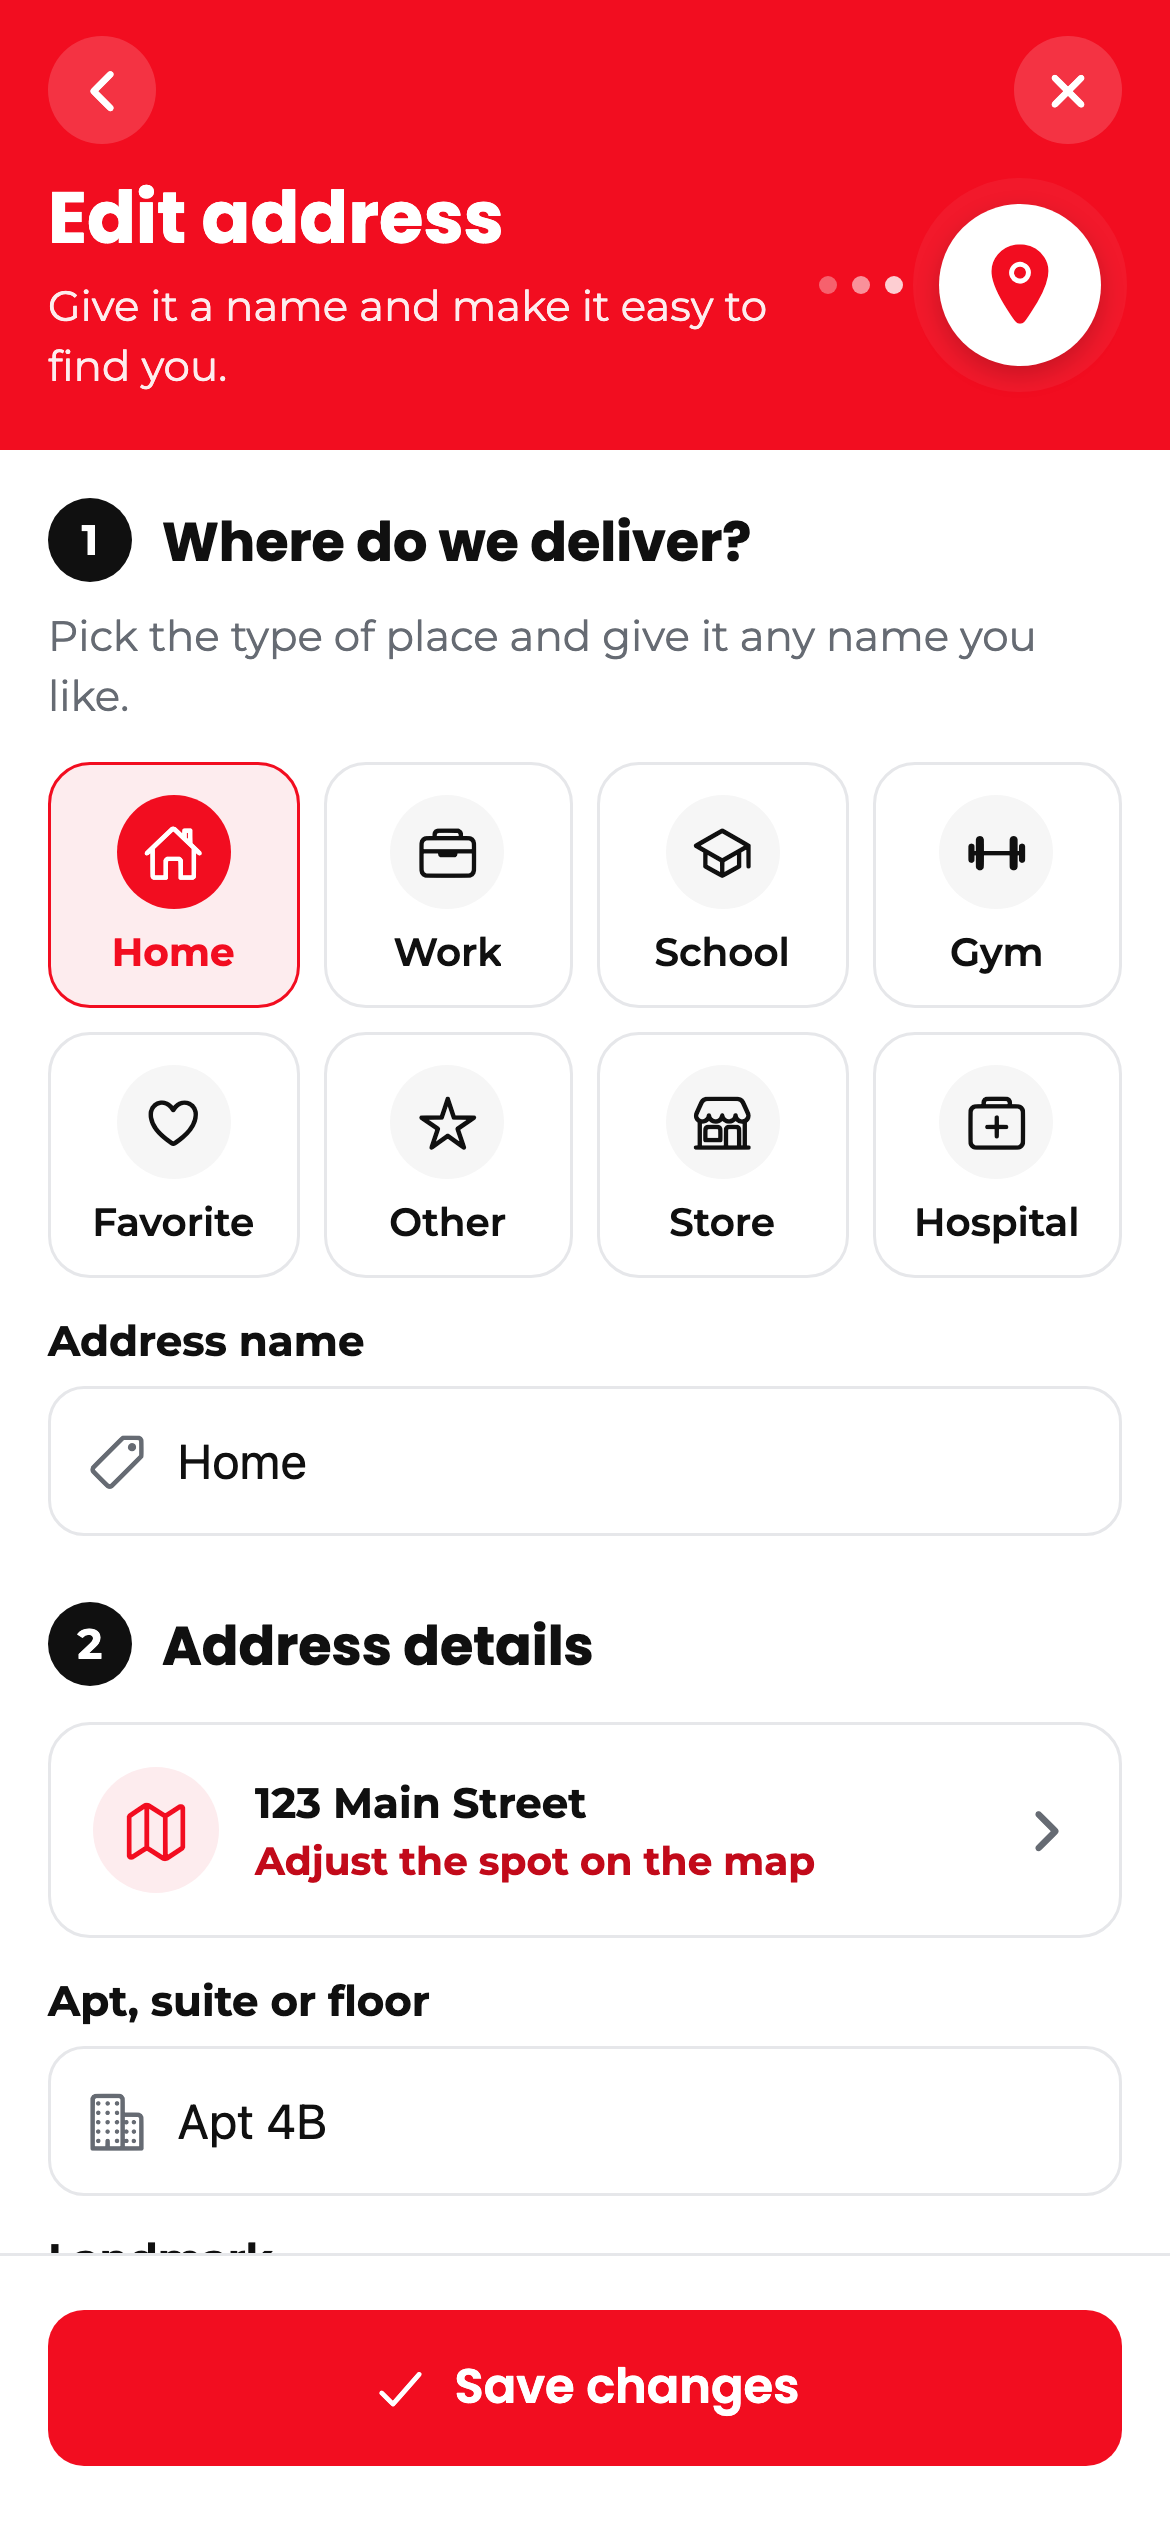 Edit address
Give it a name and make it easy to
find you.
1 Where do we deliver?
Pick the type of place and give it any name you
like.
Home Work School Gym
Favorite Other Store Hospital
Address name
Home
2 Address details
123 Main Street
Adjust the spot on the map
Apt, suite or floor
Apt 4B
Landmark
Save changes